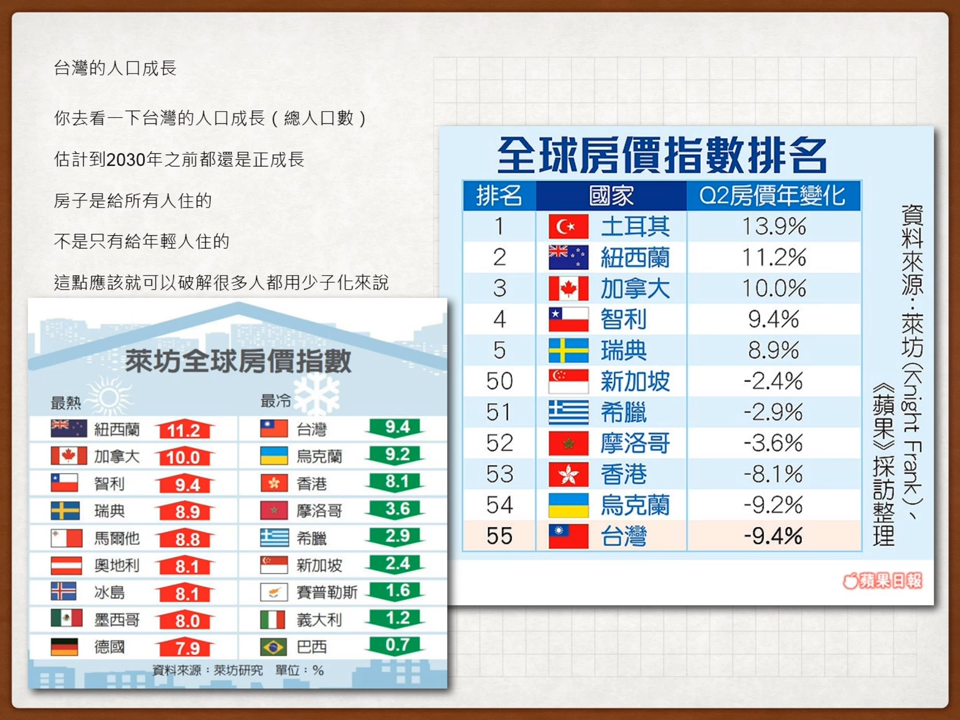 台灣的人口成長
你去看一下台灣的人口成長（總人口數）
估計到2030年之前都還是正成長
房子是給所有人住的
不是只有給年輕人住的
這點應該就可以破解很多人都用少子化來說
全球房價指數排名
排名 國家 Q2房價年變化
1 土耳其 13.9%
2 紐西蘭 11.2%
3 加拿大 10.0%
4 智利 9.4%
5 瑞典 8.9%
50 新加坡 -2.4%
51 希臘 -2.9%
52 摩洛哥 -3.6%
53 香港 -8.1%
54 烏克蘭 -9.2%
55 台灣 -9.4%
資料來源：萊坊(Knight Frank)、
《蘋果》採訪整理
蘋果日報
萊坊全球房價指數
最熱 最冷
紐西蘭 11.2 台灣 9.4
加拿大 10.0 烏克蘭 9.2
智利 9.4 香港 8.1
瑞典 8.9 摩洛哥 3.6
馬爾他 8.8 希臘 2.9
奧地利 8.1 新加坡 2.4
冰島 8.1 賽普勒斯 1.6
墨西哥 8.0 義大利 1.2
德國 7.9 巴西 0.7
資料來源：萊坊研究 單位：%